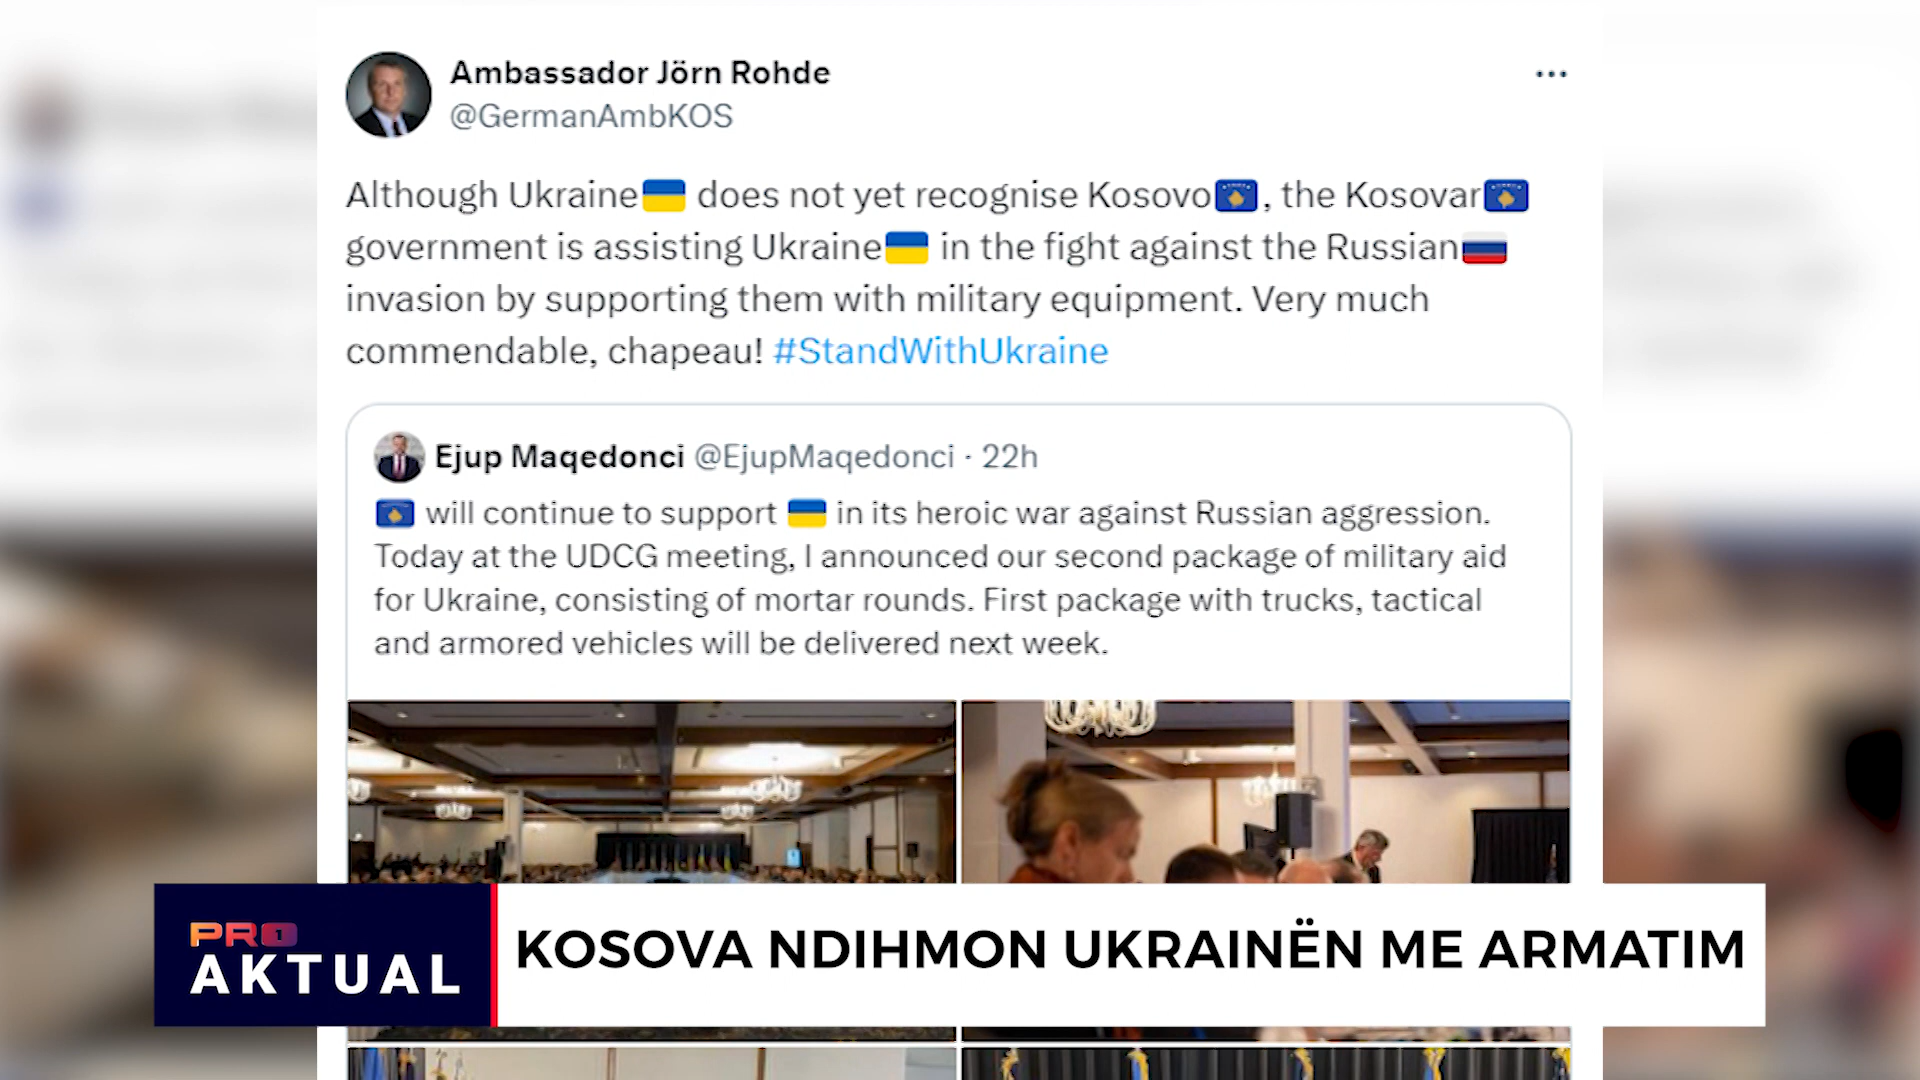 Ambassador Jörn Rohde
@GermanAmbKOS
Although Ukraine🇺🇦 does not yet recognise Kosovo🇽🇰, the Kosovar🇽🇰
government is assisting Ukraine🇺🇦 in the fight against the Russian🇷🇺
invasion by supporting them with military equipment. Very much
commendable, chapeau! #StandWithUkraine
Ejup Maqedonci @EjupMaqedonci · 22h
🇽🇰 will continue to support 🇺🇦 in its heroic war against Russian aggression.
Today at the UDCG meeting, I announced our second package of military aid
for Ukraine, consisting of mortar rounds. First package with trucks, tactical
and armored vehicles will be delivered next week.
PRO 1
AKTUAL
KOSOVA NDIHMON UKRAINËN ME ARMATIM